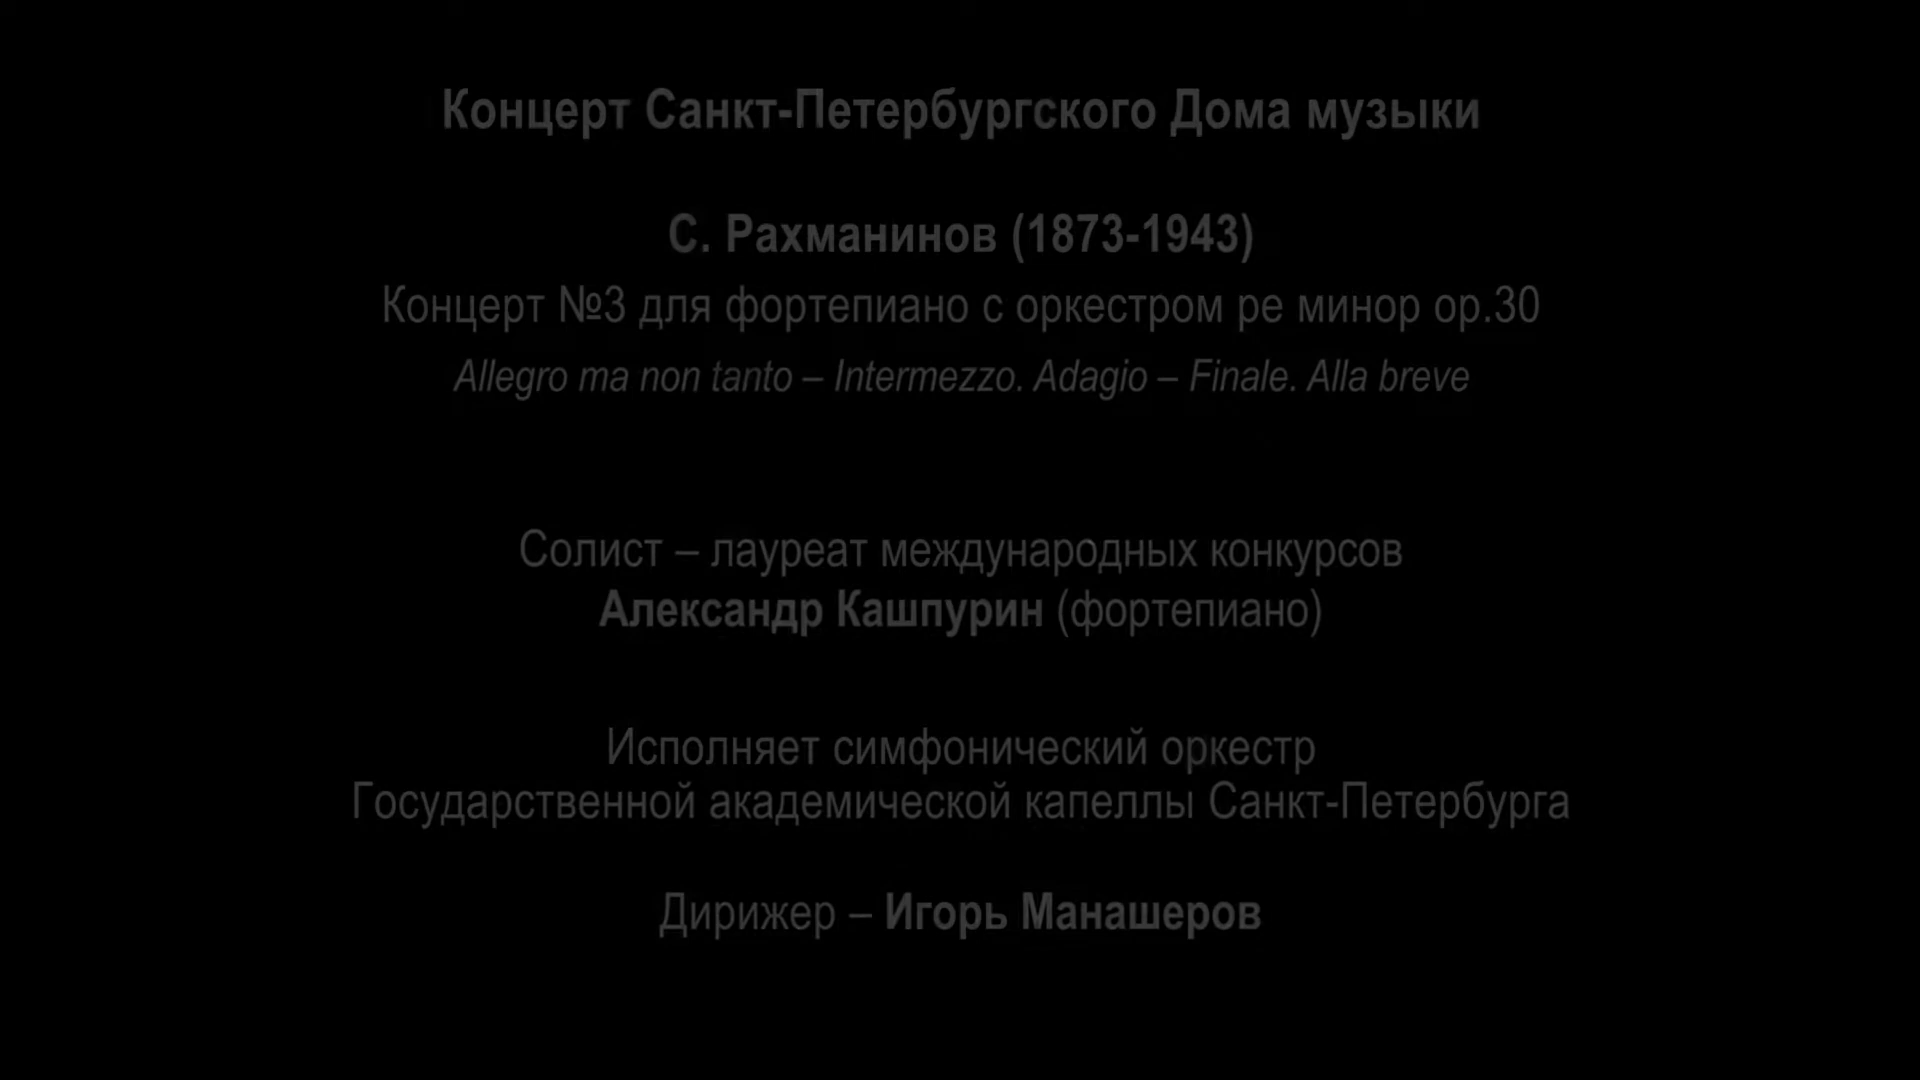 Концерт Санкт-Петербургского Дома музыки
С. Рахманинов (1873-1943)
Концерт №3 для фортепиано с оркестром ре минор op.30
Allegro ma non tanto – Intermezzo. Adagio – Finale. Alla breve
Солист – лауреат международных конкурсов
Александр Кашпурин (фортепиано)
Исполняет симфонический оркестр
Государственной академической капеллы Санкт-Петербурга
Дирижер – Игорь Манашеров